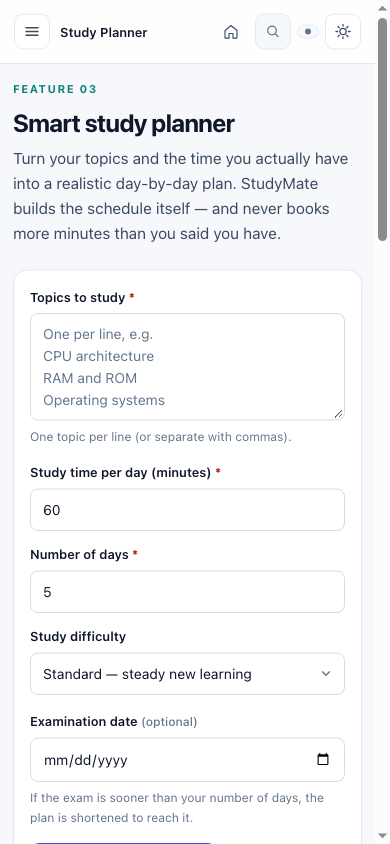 Study Planner
FEATURE 03
Smart study planner
Turn your topics and the time you actually have
into a realistic day-by-day plan. StudyMate
builds the schedule itself — and never books
more minutes than you said you have.
Topics to study *
One per line, e.g.
CPU architecture
RAM and ROM
Operating systems
One topic per line (or separate with commas).
Study time per day (minutes) *
60
Number of days *
5
Study difficulty
Standard — steady new learning
Examination date (optional)
mm/dd/yyyy
If the exam is sooner than your number of days, the
plan is shortened to reach it.